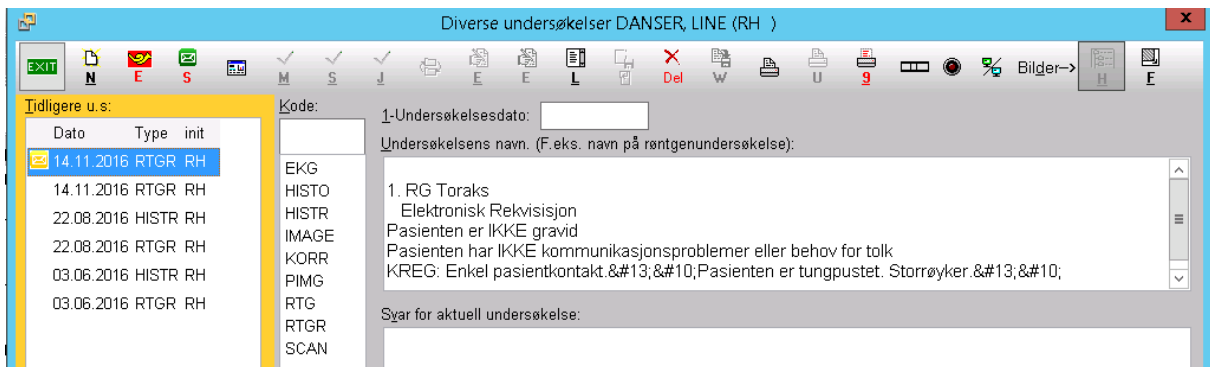 Diverse undersøkelser DANSER, LINE (RH )
x
EXIT N E S M S J E E L Del W U 9 Bilder–> H F
Tidligere u.s:
Dato Type init
14.11.2016 RTGR RH
14.11.2016 RTGR RH
22.08.2016 HISTR RH
22.08.2016 RTGR RH
03.06.2016 HISTR RH
03.06.2016 RTGR RH
Kode:
EKG
HISTO
HISTR
IMAGE
KORR
PIMG
RTG
RTGR
SCAN
1-Undersøkelsesdato:
Undersøkelsens navn. (F.eks. navn på røntgenundersøkelse):
1. RG Toraks
Elektronisk Rekvisisjon
Pasienten er IKKE gravid
Pasienten har IKKE kommunikasjonsproblemer eller behov for tolk
KREG: Enkel pasientkontakt.&#13;&#10;Pasienten er tungpustet. Storrøyker.&#13;&#10;
Svar for aktuell undersøkelse: